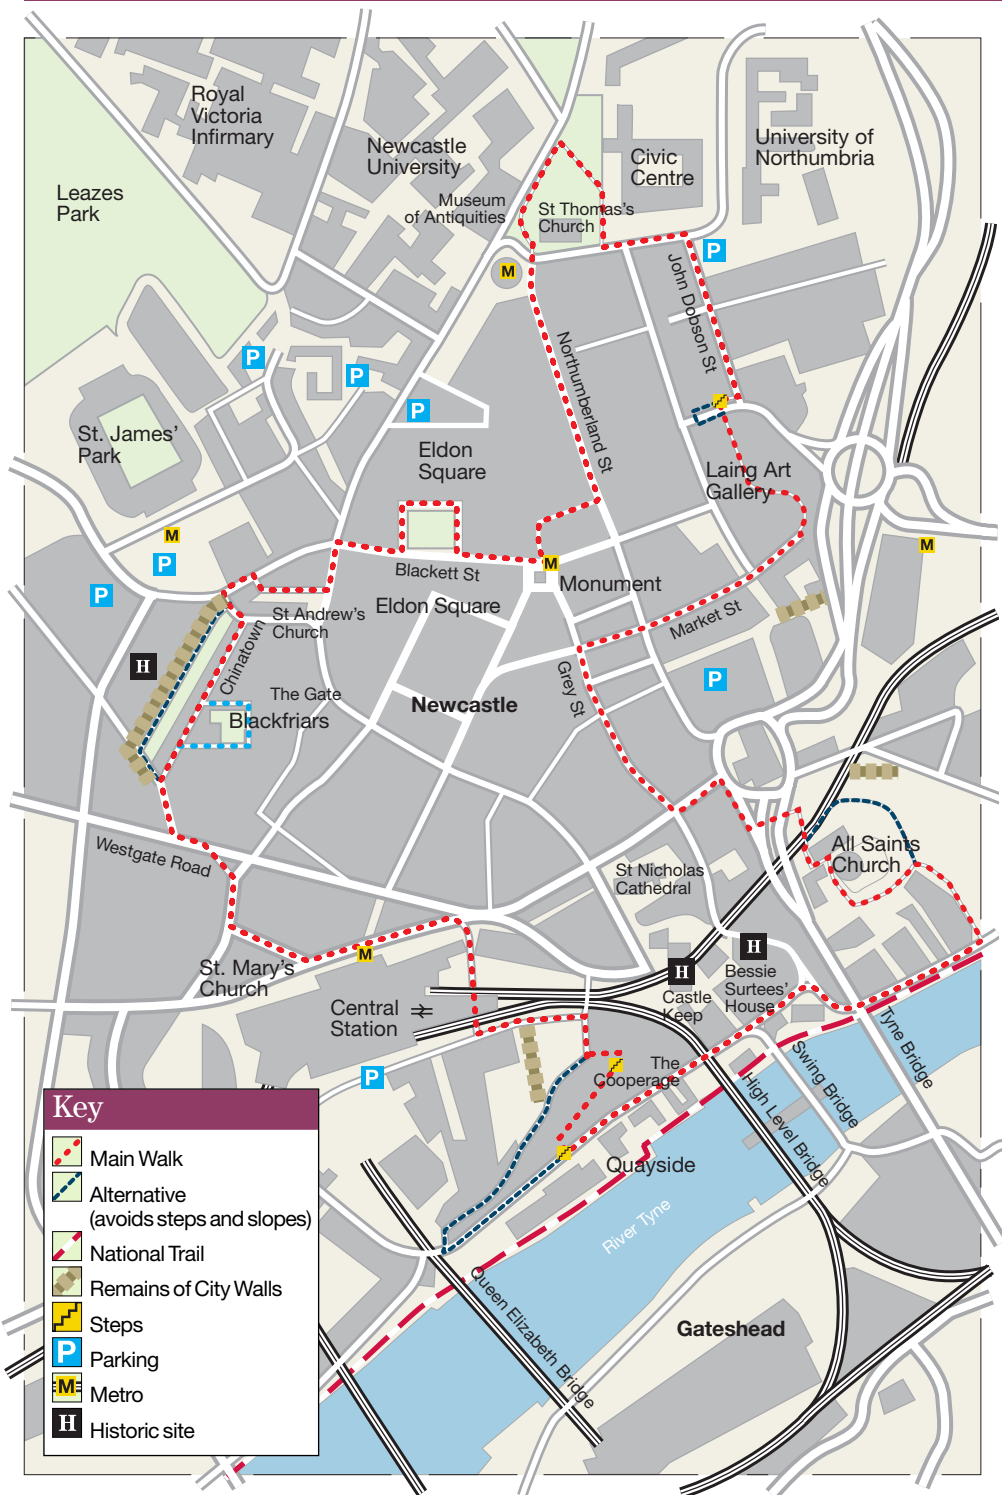 Royal
Victoria
Infirmary
Newcastle
University
Civic
Centre
University of
Northumbria
Leazes
Park
Museum
of Antiquities
St Thomas's
Church
P
M
John Dobson St
Northumberland St
P
P
P
St. James'
Park
Eldon
Square
Laing Art
Gallery
M
P
M
M
P
Blackett St
Monument
Eldon Square
St Andrew's
Church
Market St
H
Chinatown
The Gate
Blackfriars
Newcastle
Grey St
P
Westgate Road
St Nicholas
Cathedral
All Saints
Church
M
H
H
St. Mary's
Church
Bessie
Surtees'
House
Castle
Keep
Central
Station
The
Cooperage
P
Tyne Bridge
Swing Bridge
High Level Bridge
Quayside
River Tyne
Queen Elizabeth Bridge
Gateshead
Key
Main Walk
Alternative
(avoids steps and slopes)
National Trail
Remains of City Walls
Steps
P Parking
M Metro
H Historic site